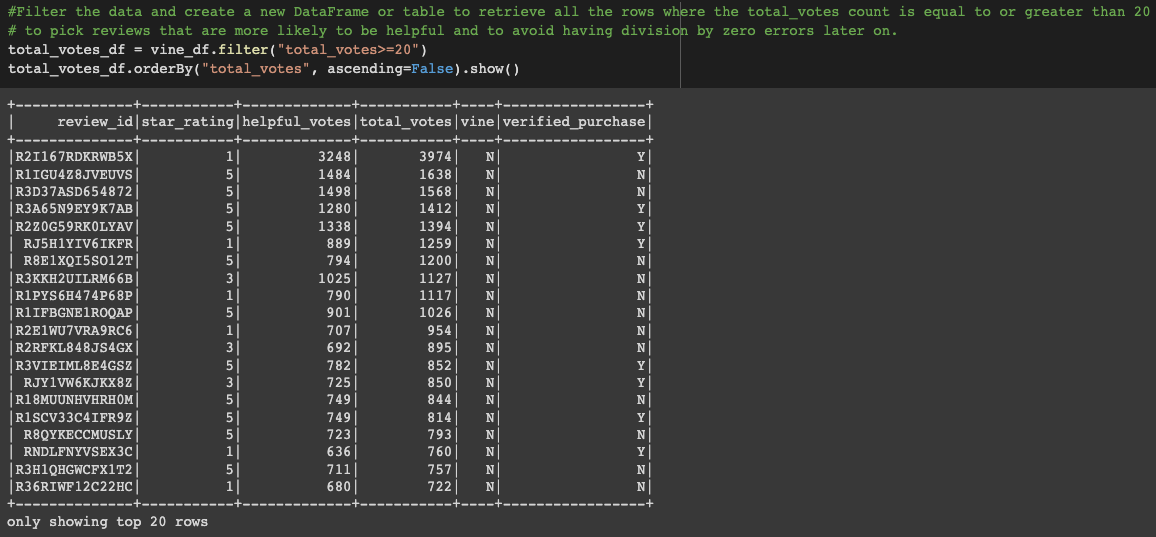 #Filter the data and create a new DataFrame or table to retrieve all the rows where the total_votes count is equal to or greater than 20
# to pick reviews that are more likely to be helpful and to avoid having division by zero errors later on.
total_votes_df = vine_df.filter("total_votes>=20")
total_votes_df.orderBy("total_votes", ascending=False).show()
+--------------+-----------+-------------+-----------+----+-----------------+
|     review_id|star_rating|helpful_votes|total_votes|vine|verified_purchase|
+--------------+-----------+-------------+-----------+----+-----------------+
|R2I167RDKRWB5X|          1|         3248|       3974|   N|                Y|
|R1IGU4Z8JVEUVS|          5|         1484|       1638|   N|                N|
|R3D37ASD654872|          5|         1498|       1568|   N|                N|
|R3A65N9EY9K7AB|          5|         1280|       1412|   N|                Y|
|R2Z0G59RK0LYAV|          5|         1338|       1394|   N|                Y|
| RJ5H1YIV6IKFR|          1|          889|       1259|   N|                Y|
| R8E1XQI5SO12T|          5|          794|       1200|   N|                N|
|R3KKH2UILRM66B|          3|         1025|       1127|   N|                N|
|R1PYS6H474P68P|          1|          790|       1117|   N|                N|
|R1IFBGNE1ROQAP|          5|          901|       1026|   N|                N|
|R2E1WU7VRA9RC6|          1|          707|        954|   N|                N|
|R2RFKL848JS4GX|          3|          692|        895|   N|                N|
|R3VIEIML8E4GSZ|          5|          782|        852|   N|                Y|
| RJY1VW6KJKX8Z|          3|          725|        850|   N|                Y|
|R18MUUNHVHRH0M|          5|          749|        844|   N|                N|
|R1SCV33C4IFR9Z|          5|          749|        814|   N|                Y|
| R8QYKECCMUSLY|          5|          723|        793|   N|                N|
| RNDLFNYVSEX3C|          1|          636|        760|   N|                Y|
|R3H1QHGWCFX1T2|          5|          711|        757|   N|                N|
|R36RIWF12C22HC|          1|          680|        722|   N|                N|
+--------------+-----------+-------------+-----------+----+-----------------+
only showing top 20 rows